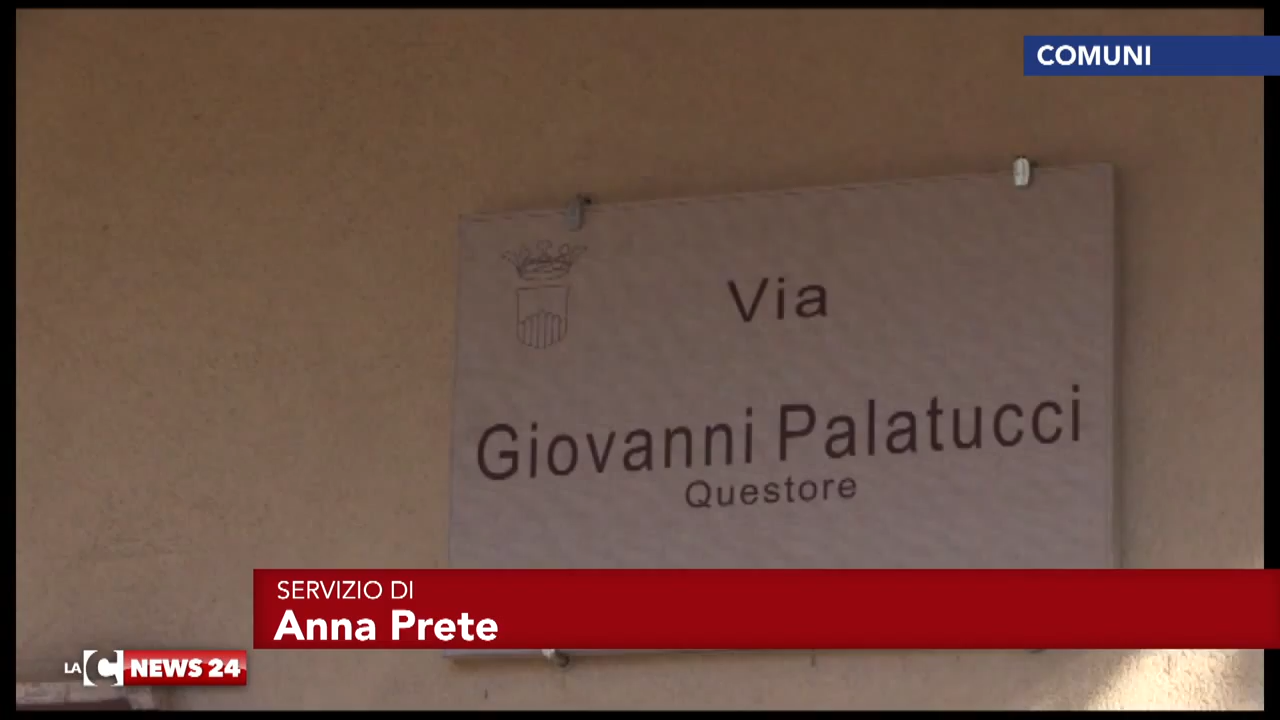 COMUNI
Via
Giovanni Palatucci
Questore
SERVIZIO DI
Anna Prete
LA C NEWS 24